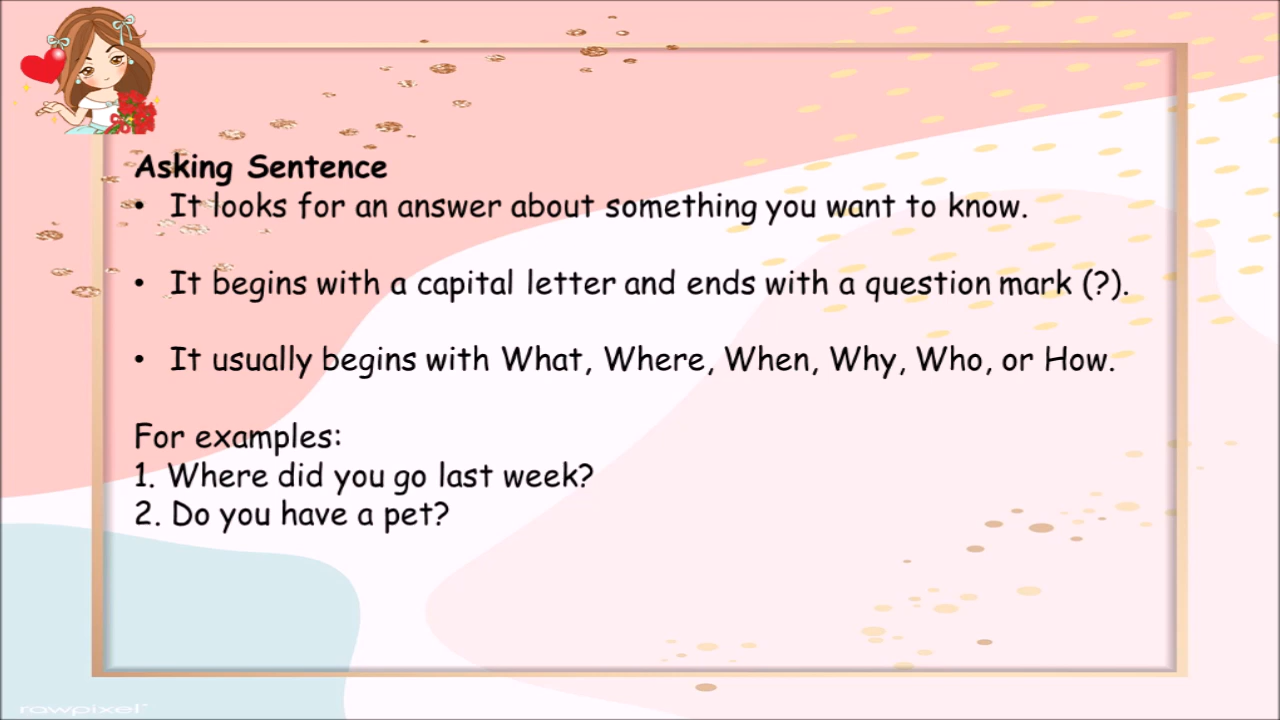 Asking Sentence
• It looks for an answer about something you want to know.
• It begins with a capital letter and ends with a question mark (?).
• It usually begins with What, Where, When, Why, Who, or How.
For examples:
1. Where did you go last week?
2. Do you have a pet?
rawpixel